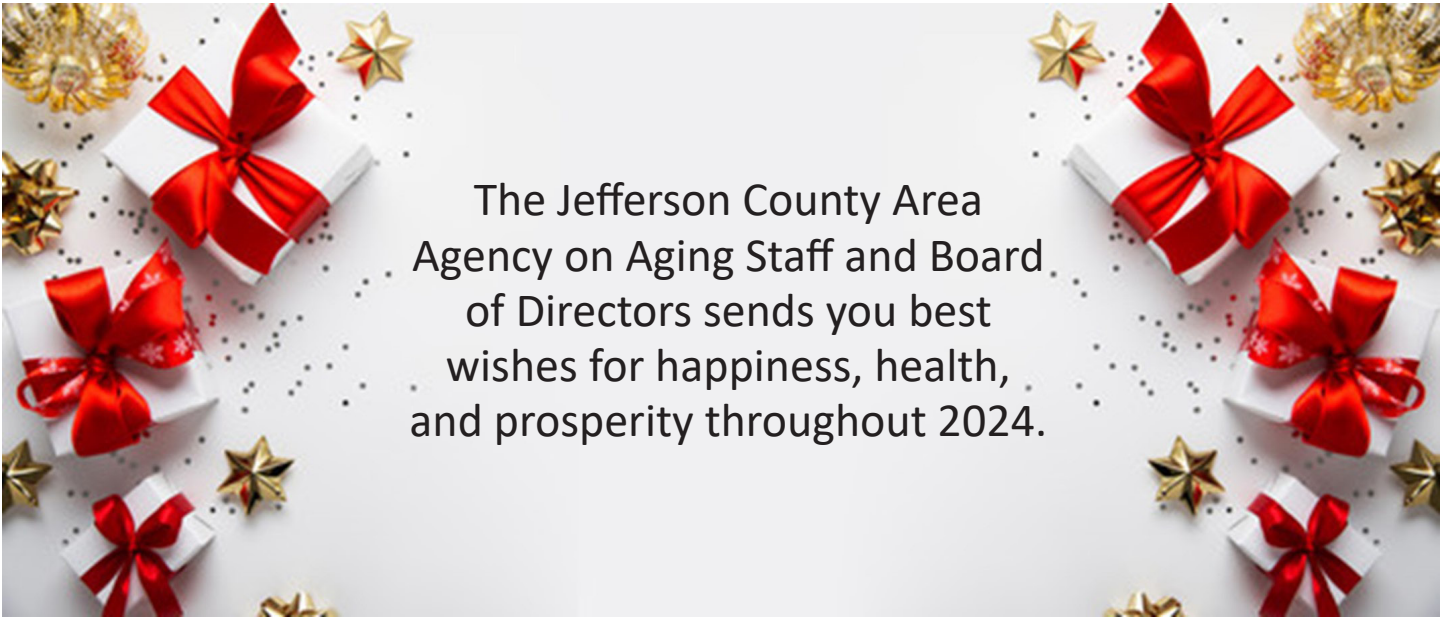 The Jefferson County Area
Agency on Aging Staff and Board
of Directors sends you best
wishes for happiness, health,
and prosperity throughout 2024.